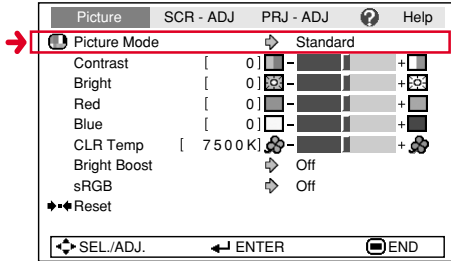 Picture SCR - ADJ PRJ - ADJ ? Help
Picture Mode Standard
Contrast [ 0] - +
Bright [ 0] - +
Red [ 0] - +
Blue [ 0] - +
CLR Temp [ 7500K] - +
Bright Boost Off
sRGB Off
Reset
SEL./ADJ. ENTER END